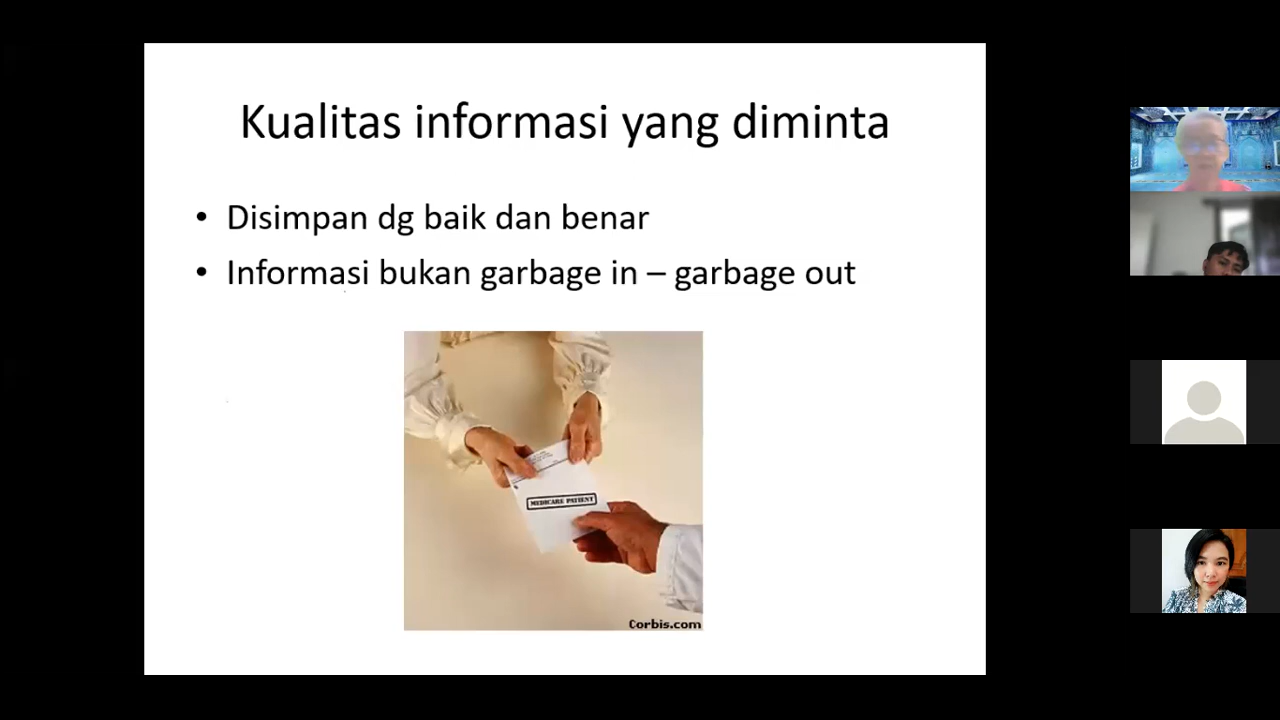 Kualitas informasi yang diminta
• Disimpan dg baik dan benar
• Informasi bukan garbage in – garbage out
MEDICARE PATIENT
Corbis.com